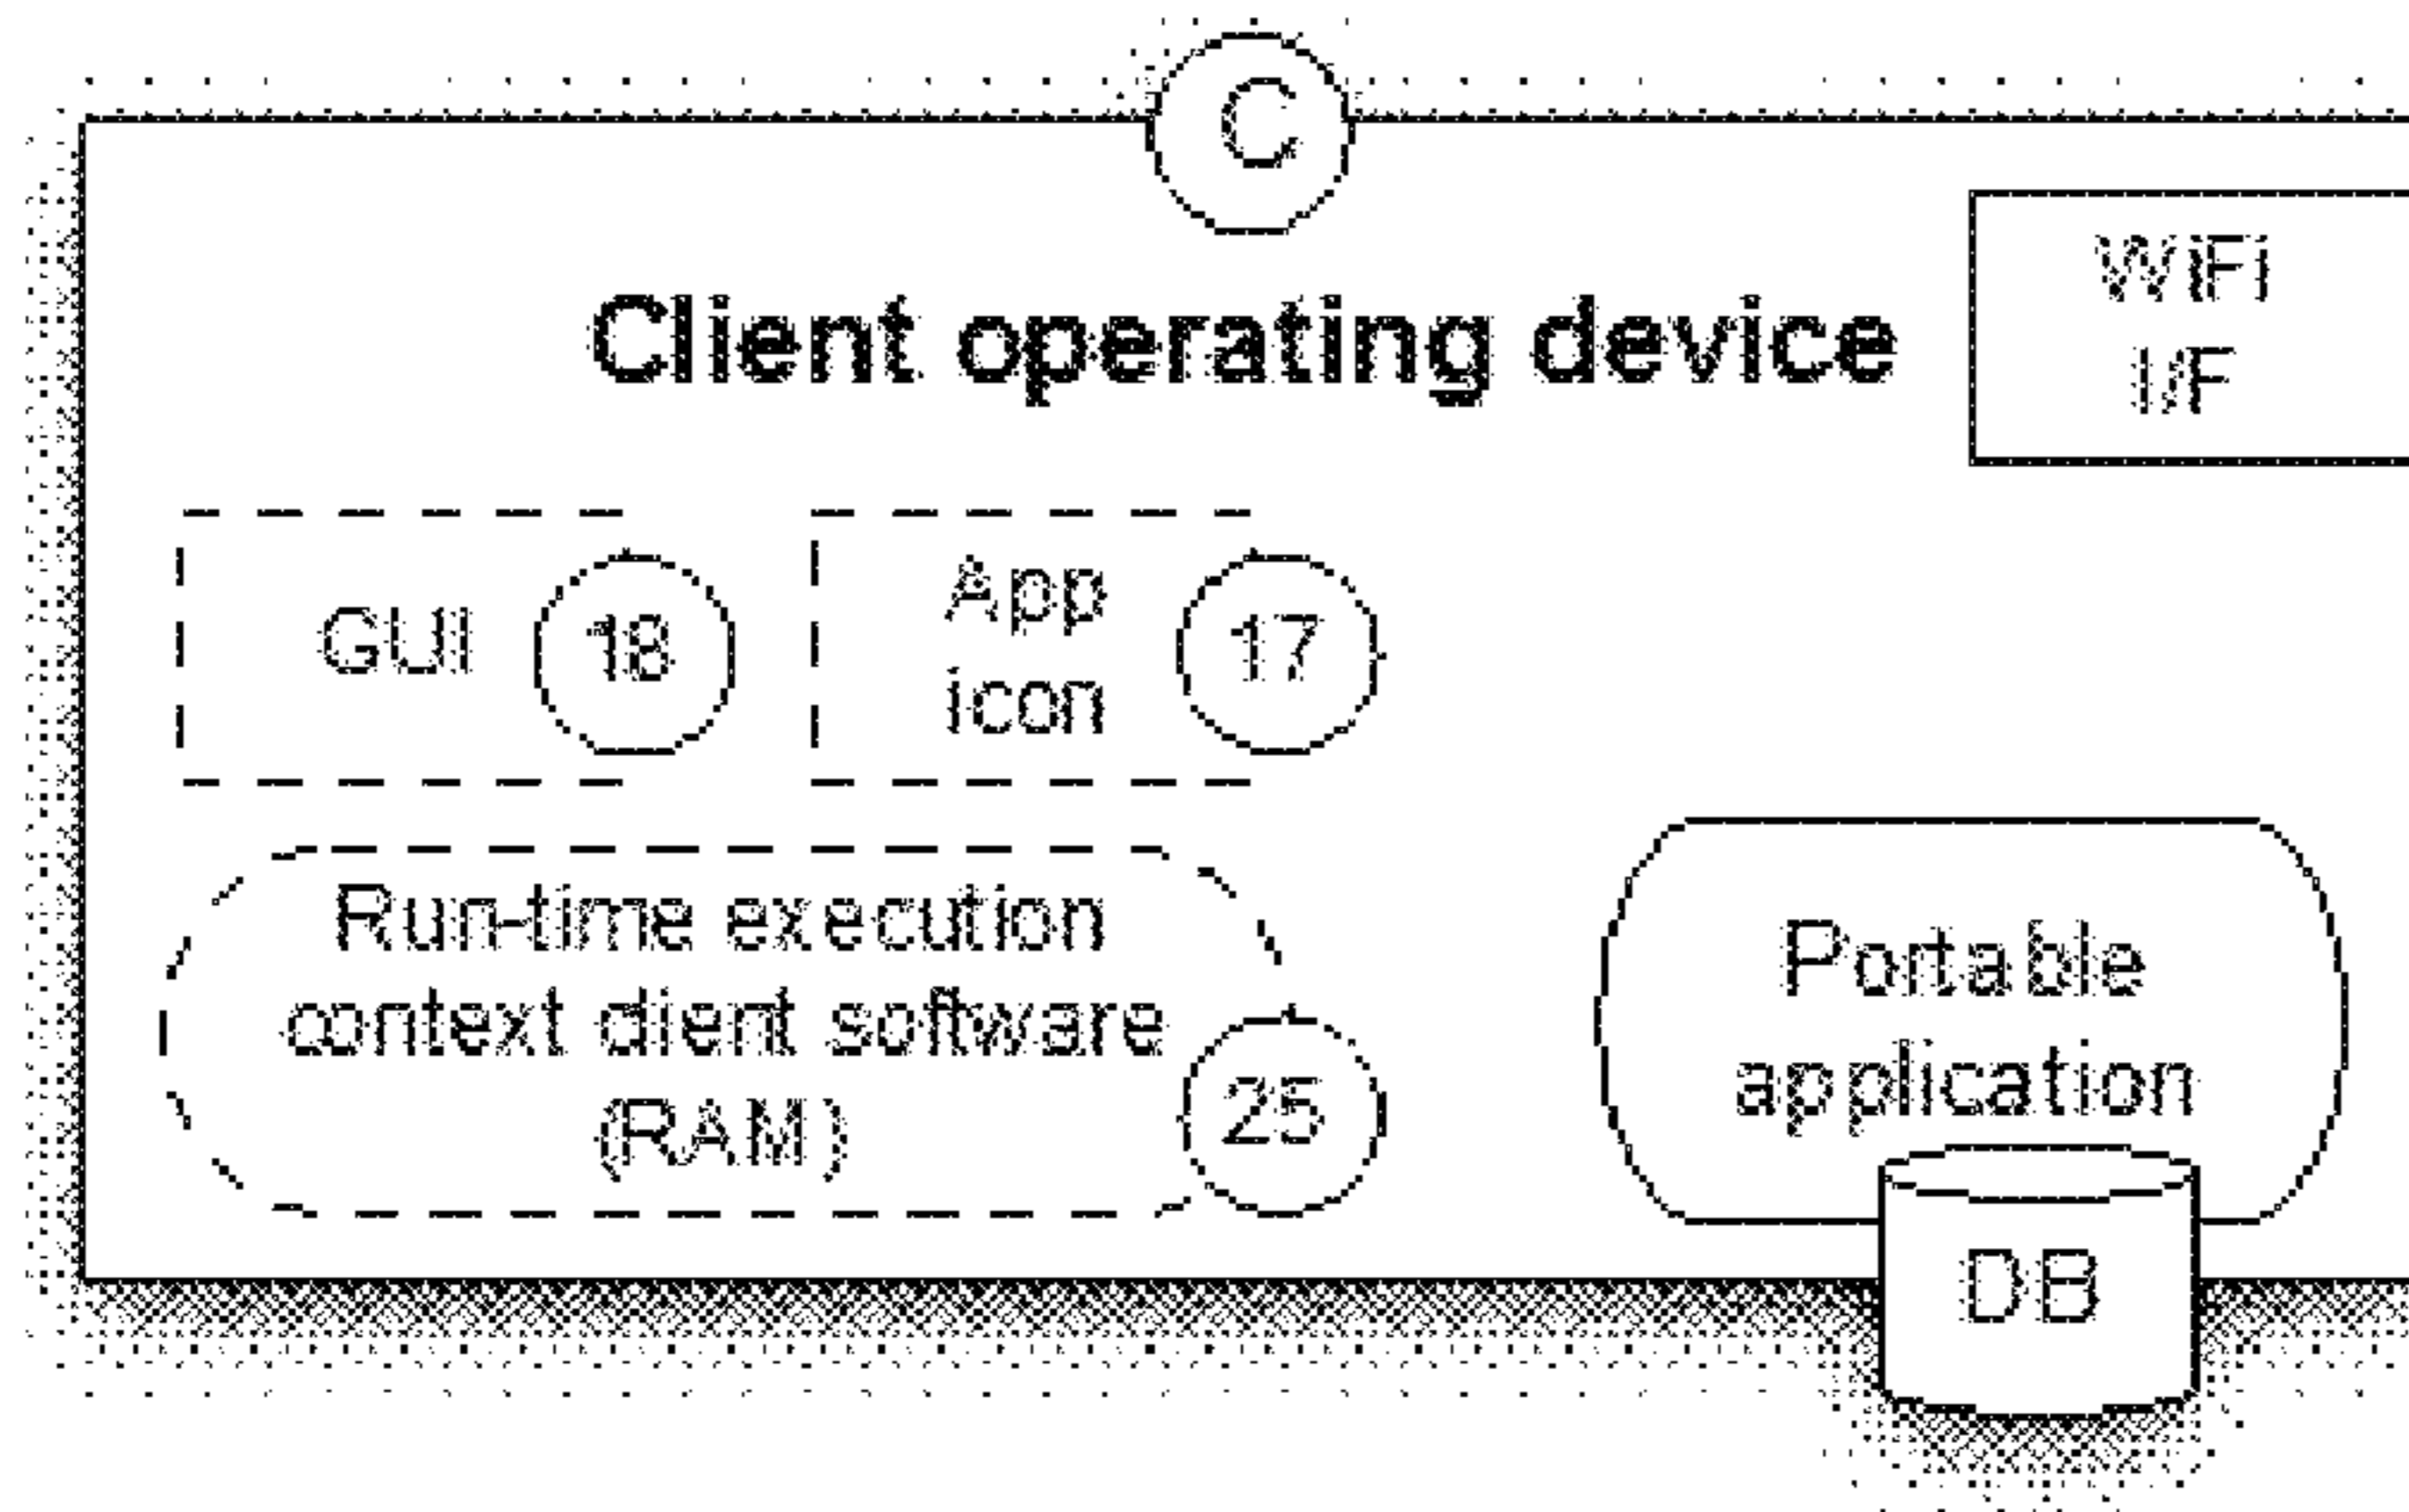 C
Client operating device
WiFi
I/F
GUI
18
App
icon
17
Run-time execution
context client software
(RAM)
25
Portable
application
DB